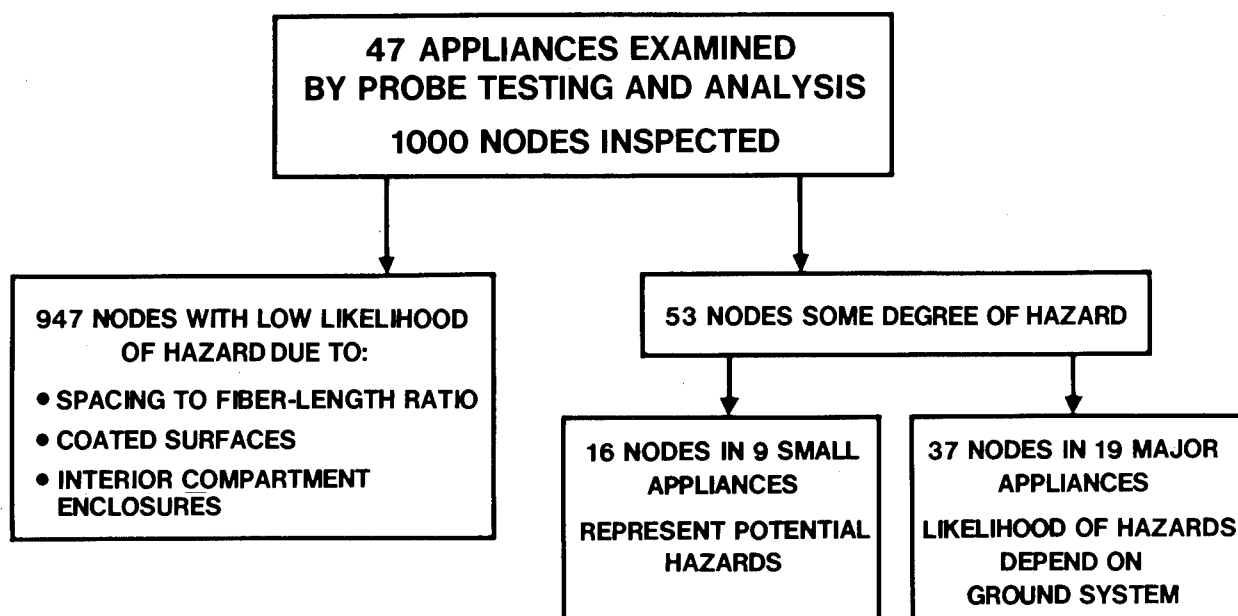 47 APPLIANCES EXAMINED
BY PROBE TESTING AND ANALYSIS
1000 NODES INSPECTED
947 NODES WITH LOW LIKELIHOOD
OF HAZARD DUE TO:
• SPACING TO FIBER-LENGTH RATIO
• COATED SURFACES
• INTERIOR COMPARTMENT
ENCLOSURES
53 NODES SOME DEGREE OF HAZARD
16 NODES IN 9 SMALL
APPLIANCES
REPRESENT POTENTIAL
HAZARDS
37 NODES IN 19 MAJOR
APPLIANCES
LIKELIHOOD OF HAZARDS
DEPEND ON
GROUND SYSTEM